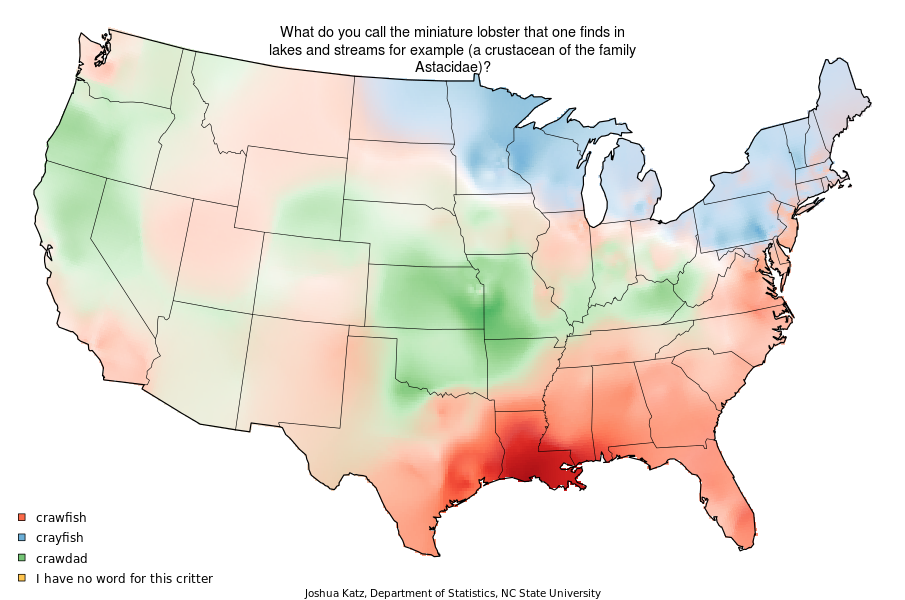 What do you call the miniature lobster that one finds in
lakes and streams for example (a crustacean of the family
Astacidae)?
crawfish
crayfish
crawdad
I have no word for this critter
Joshua Katz, Department of Statistics, NC State University